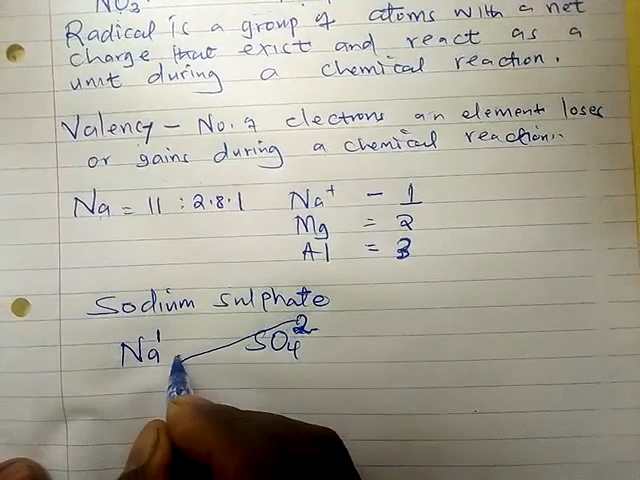 NO3
Radical is a group of atoms with a net
charge that exist and react as a
unit during a chemical reaction.
Valency - No. of electrons an element loses
or gains during a chemical reaction..
Na = 11 : 2.8.1 Na+ - 1
Mg = 2
Al = 3
Sodium sulphate
Na1 SO4 2